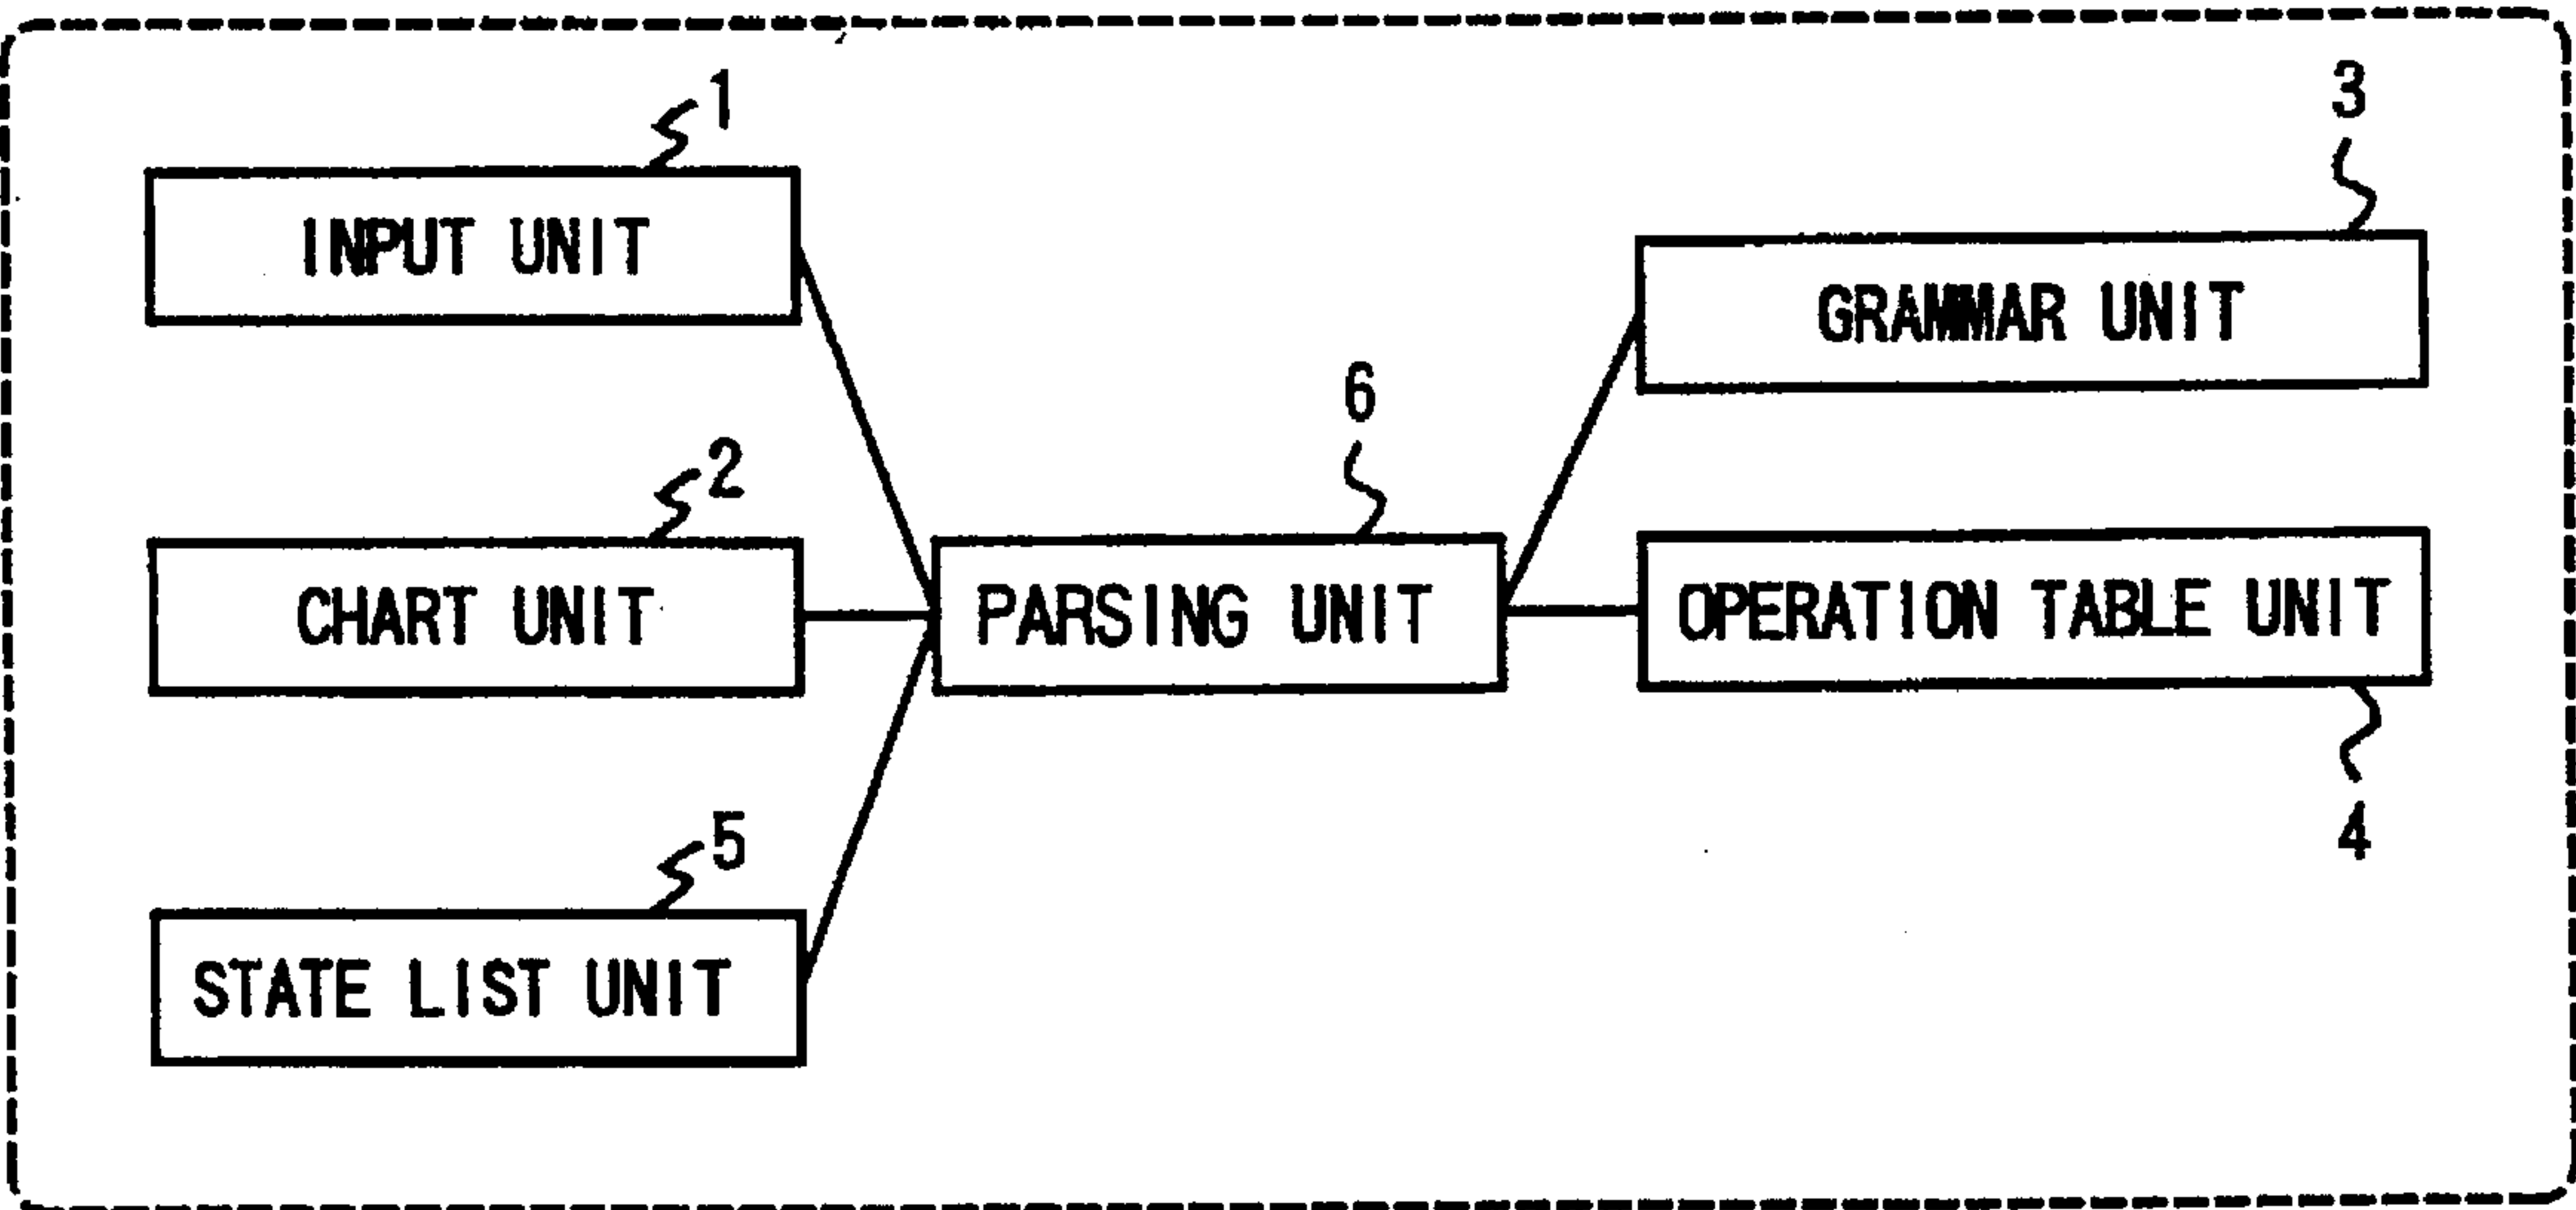 1
INPUT UNIT
3
GRAMMAR UNIT
2
CHART UNIT
6
PARSING UNIT
OPERATION TABLE UNIT
4
5
STATE LIST UNIT